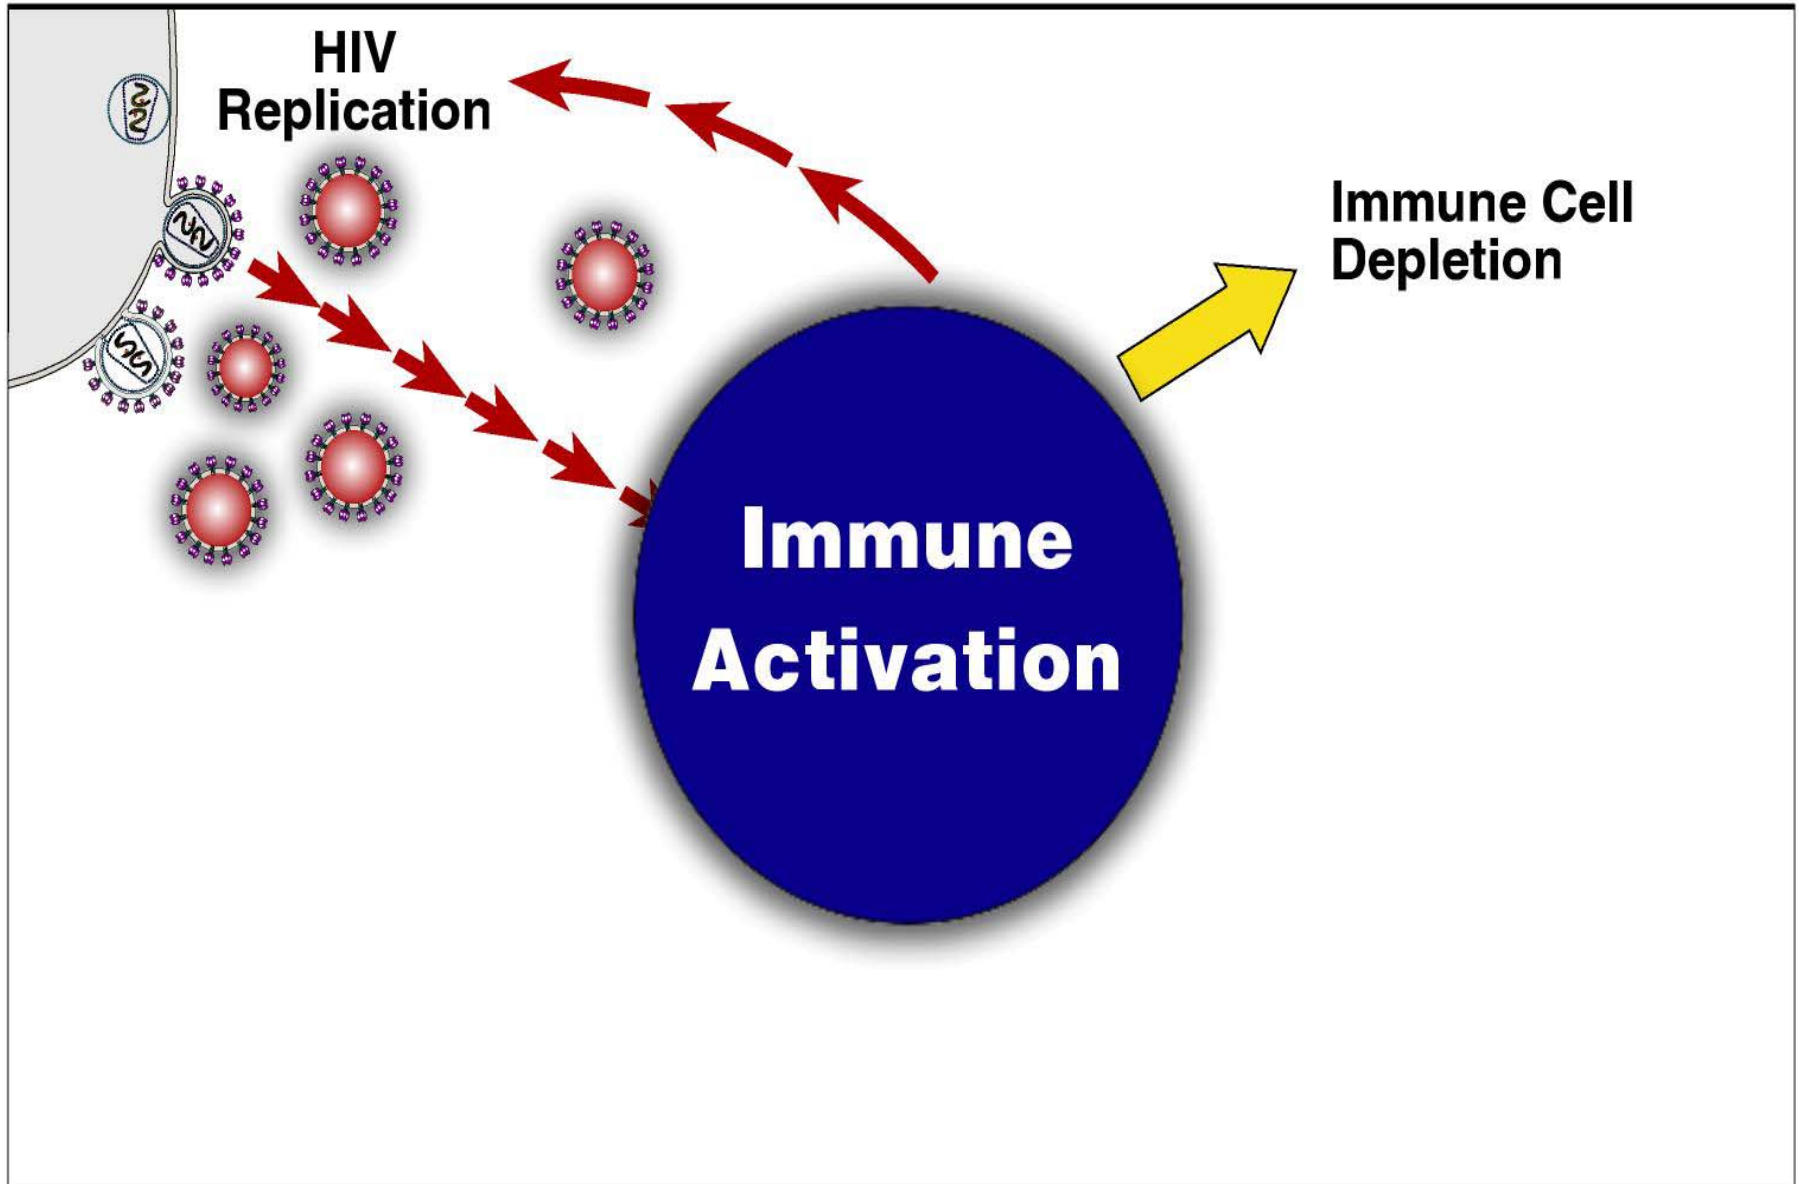 HIV
Replication
Immune Cell
Depletion
Immune
Activation